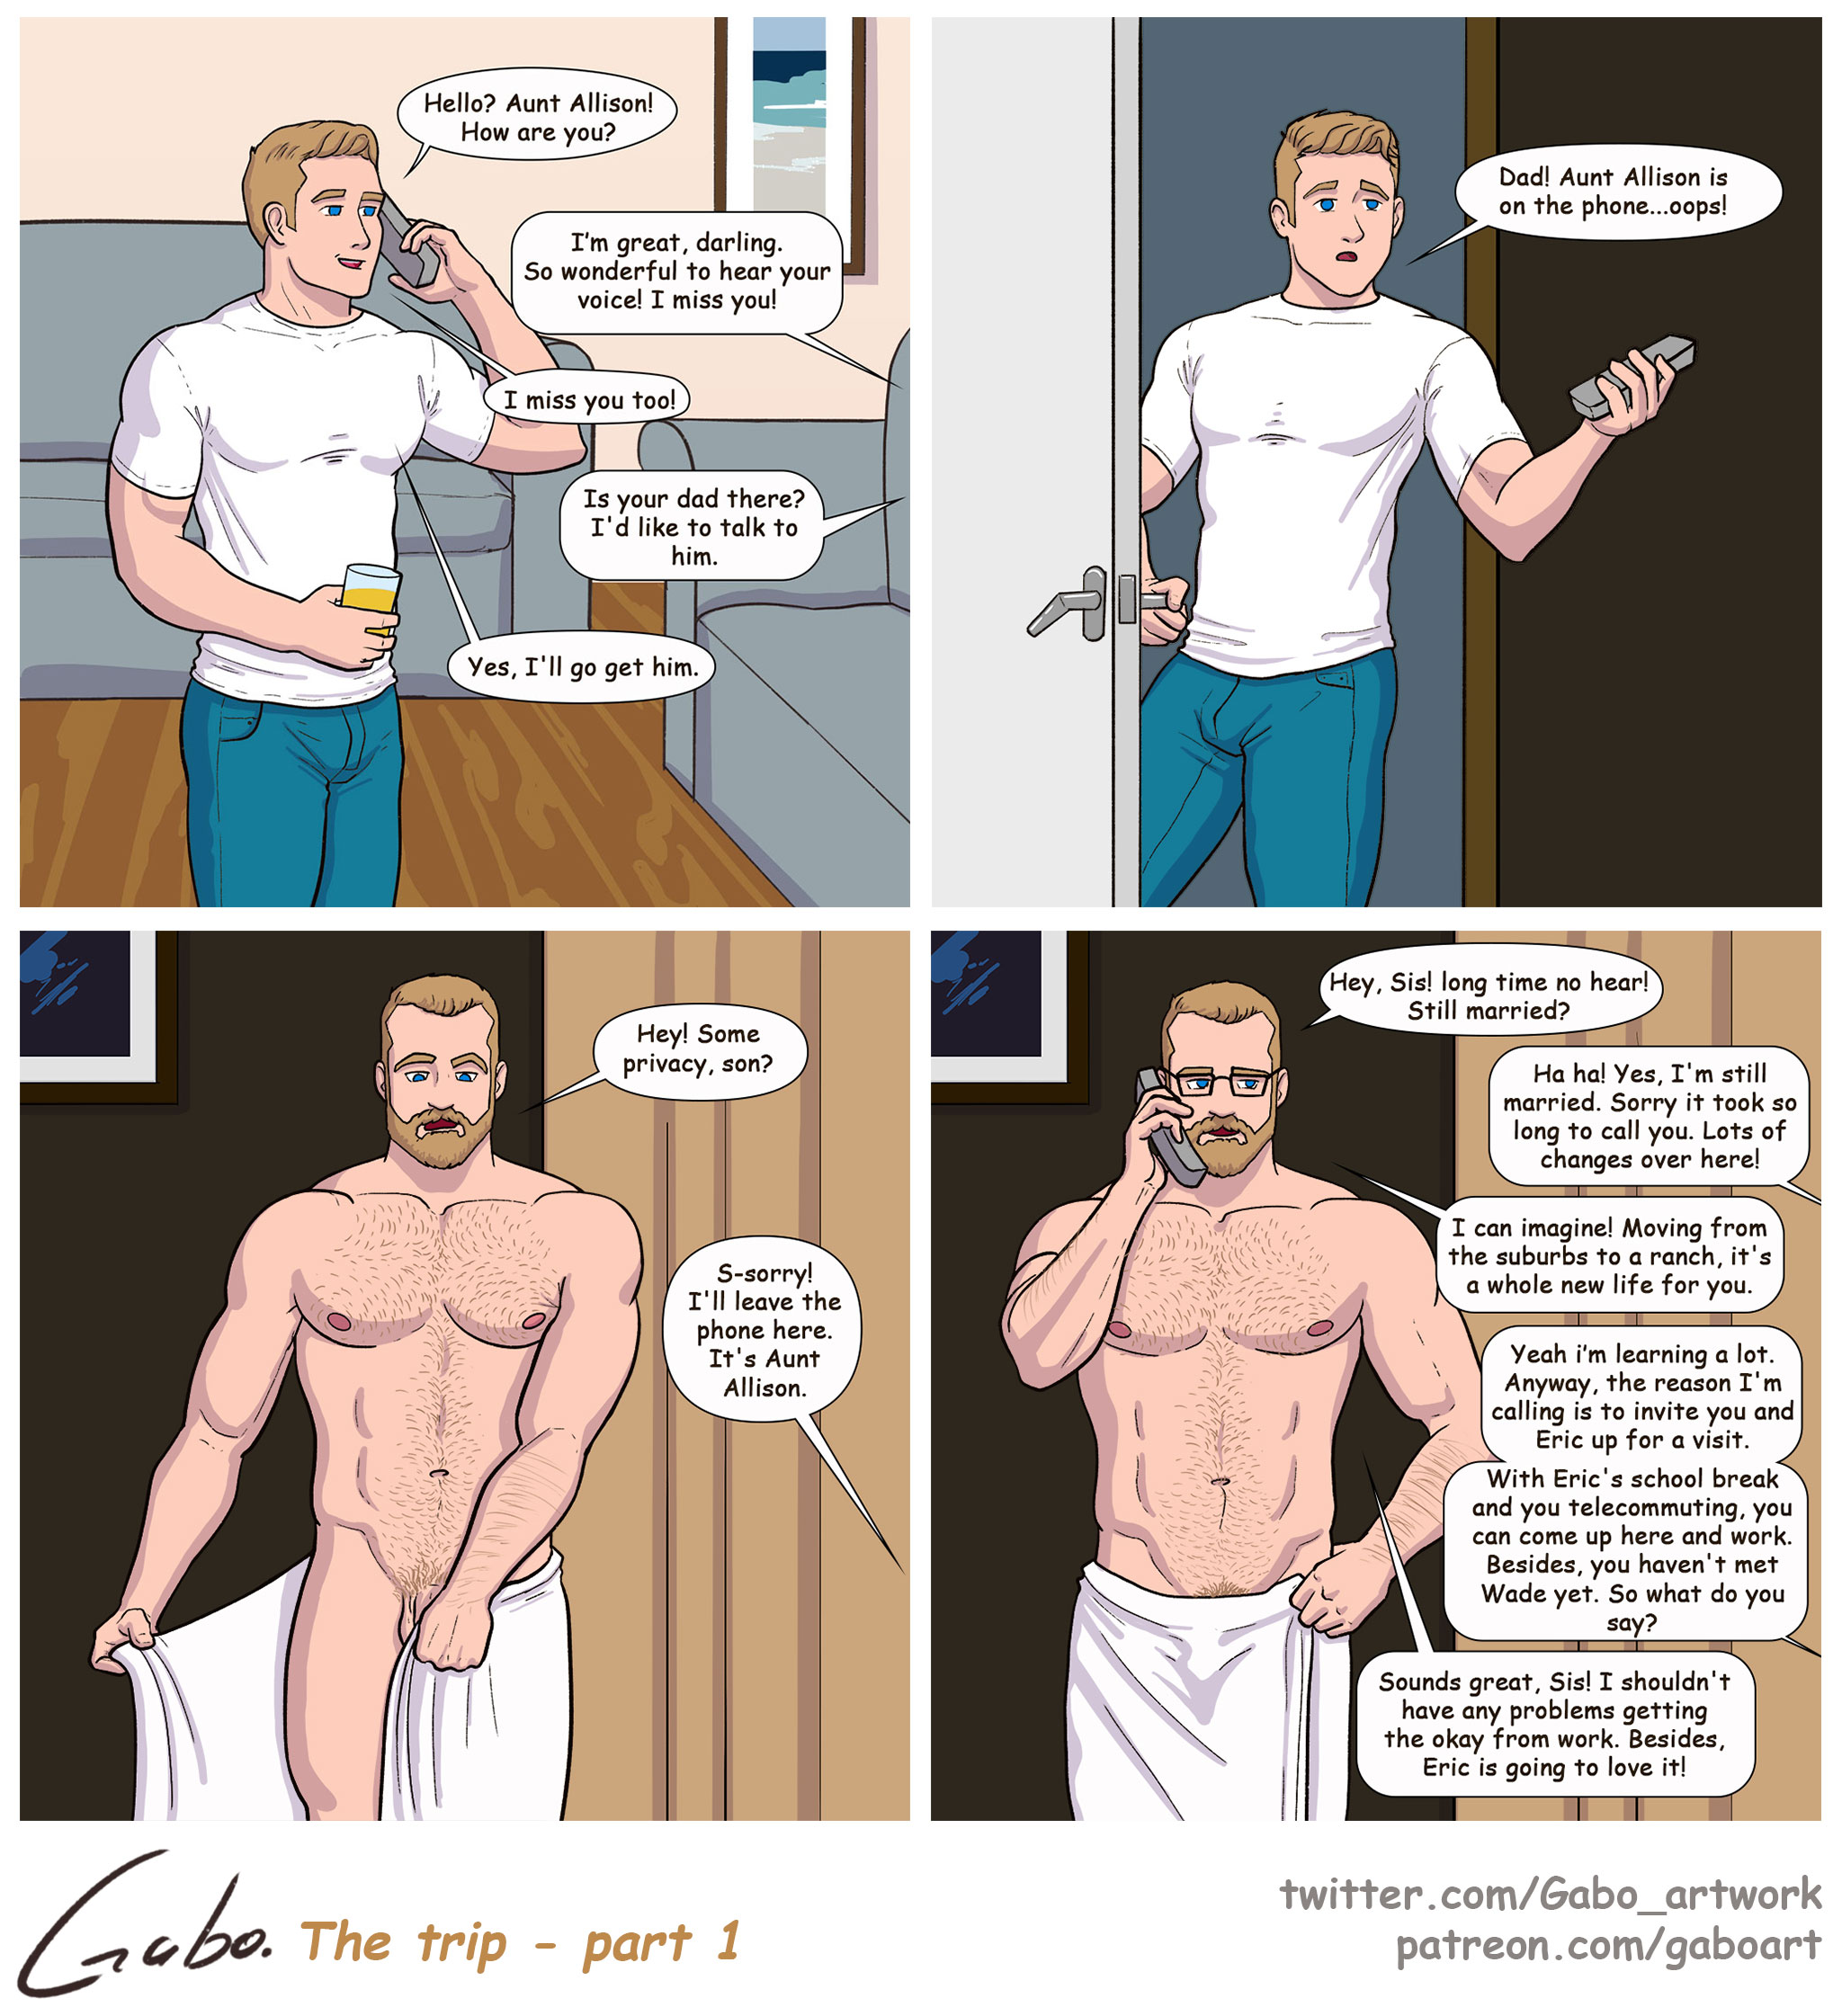 Hello? Aunt Allison!
How are you?
I'm great, darling.
So wonderful to hear your
voice! I miss you!
I miss you too!
Is your dad there?
I'd like to talk to
him.
Yes, I'll go get him.
Dad! Aunt Allison is
on the phone...oops!
Hey! Some
privacy, son?
S-sorry!
I'll leave the
phone here.
It's Aunt
Allison.
Hey, Sis! long time no hear!
Still married?
Ha ha! Yes, I'm still
married. Sorry it took so
long to call you. Lots of
changes over here!
I can imagine! Moving from
the suburbs to a ranch, it's
a whole new life for you.
Yeah i'm learning a lot.
Anyway, the reason I'm
calling is to invite you and
Eric up for a visit.
With Eric's school break
and you telecommuting, you
can come up here and work.
Besides, you haven't met
Wade yet. So what do you
say?
Sounds great, Sis! I shouldn't
have any problems getting
the okay from work. Besides,
Eric is going to love it!
Gabo. The trip - part 1
twitter.com/Gabo_artwork
patreon.com/gaboart